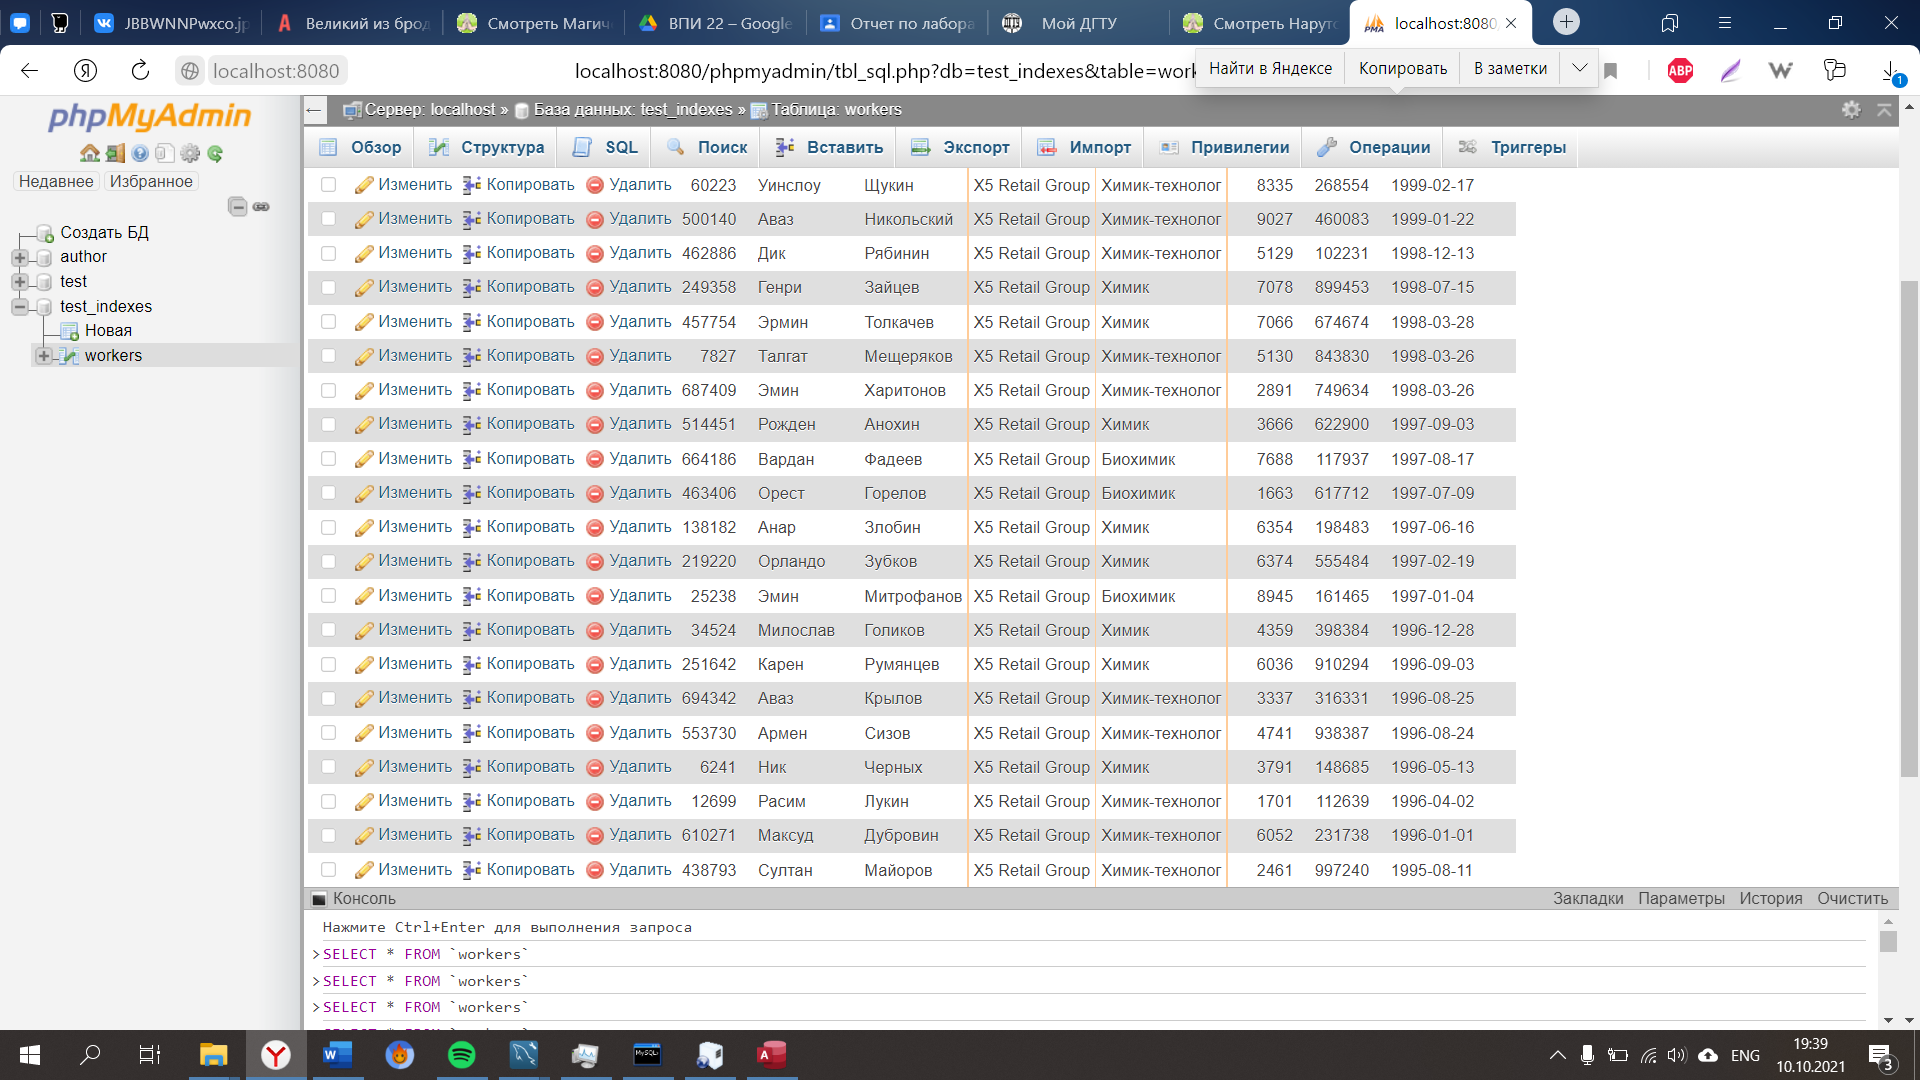 JBBWNNPwxco.jp
Великий из брод
Смотреть Магич
ВПИ 22 – Google
Отчет по лабора
Мой ДГТУ
Смотреть Наруто
localhost:8080
localhost:8080
localhost:8080/phpmyadmin/tbl_sql.php?db=test_indexes&table=work
Найти в Яндексе
Копировать
В заметки
ABP
1
phpMyAdmin
Недавнее
Избранное
Создать БД
author
test
test_indexes
Новая
workers
Сервер: localhost » База данных: test_indexes » Таблица: workers
Обзор Структура SQL Поиск Вставить Экспорт Импорт Привилегии Операции Триггеры
Изменить Копировать Удалить 60223 Уинслоу Щукин X5 Retail Group Химик-технолог 8335 268554 1999-02-17
Изменить Копировать Удалить 500140 Аваз Никольский X5 Retail Group Химик-технолог 9027 460083 1999-01-22
Изменить Копировать Удалить 462886 Дик Рябинин X5 Retail Group Химик-технолог 5129 102231 1998-12-13
Изменить Копировать Удалить 249358 Генри Зайцев X5 Retail Group Химик 7078 899453 1998-07-15
Изменить Копировать Удалить 457754 Эрмин Толкачев X5 Retail Group Химик 7066 674674 1998-03-28
Изменить Копировать Удалить 7827 Талгат Мещеряков X5 Retail Group Химик-технолог 5130 843830 1998-03-26
Изменить Копировать Удалить 687409 Эмин Харитонов X5 Retail Group Химик-технолог 2891 749634 1998-03-26
Изменить Копировать Удалить 514451 Рожден Анохин X5 Retail Group Химик 3666 622900 1997-09-03
Изменить Копировать Удалить 664186 Вардан Фадеев X5 Retail Group Биохимик 7688 117937 1997-08-17
Изменить Копировать Удалить 463406 Орест Горелов X5 Retail Group Биохимик 1663 617712 1997-07-09
Изменить Копировать Удалить 138182 Анар Злобин X5 Retail Group Химик 6354 198483 1997-06-16
Изменить Копировать Удалить 219220 Орландо Зубков X5 Retail Group Химик 6374 555484 1997-02-19
Изменить Копировать Удалить 25238 Эмин Митрофанов X5 Retail Group Биохимик 8945 161465 1997-01-04
Изменить Копировать Удалить 34524 Милослав Голиков X5 Retail Group Химик 4359 398384 1996-12-28
Изменить Копировать Удалить 251642 Карен Румянцев X5 Retail Group Химик 6036 910294 1996-09-03
Изменить Копировать Удалить 694342 Аваз Крылов X5 Retail Group Химик-технолог 3337 316331 1996-08-25
Изменить Копировать Удалить 553730 Армен Сизов X5 Retail Group Химик-технолог 4741 938387 1996-08-24
Изменить Копировать Удалить 6241 Ник Черных X5 Retail Group Химик 3791 148685 1996-05-13
Изменить Копировать Удалить 12699 Расим Лукин X5 Retail Group Химик-технолог 1701 112639 1996-04-02
Изменить Копировать Удалить 610271 Максуд Дубровин X5 Retail Group Химик-технолог 6052 231738 1996-01-01
Изменить Копировать Удалить 438793 Султан Майоров X5 Retail Group Химик-технолог 2461 997240 1995-08-11
Консоль
Закладки Параметры История Очистить
Нажмите Ctrl+Enter для выполнения запроса
>SELECT * FROM `workers`
>SELECT * FROM `workers`
>SELECT * FROM `workers`
ENG
19:39
10.10.2021
3